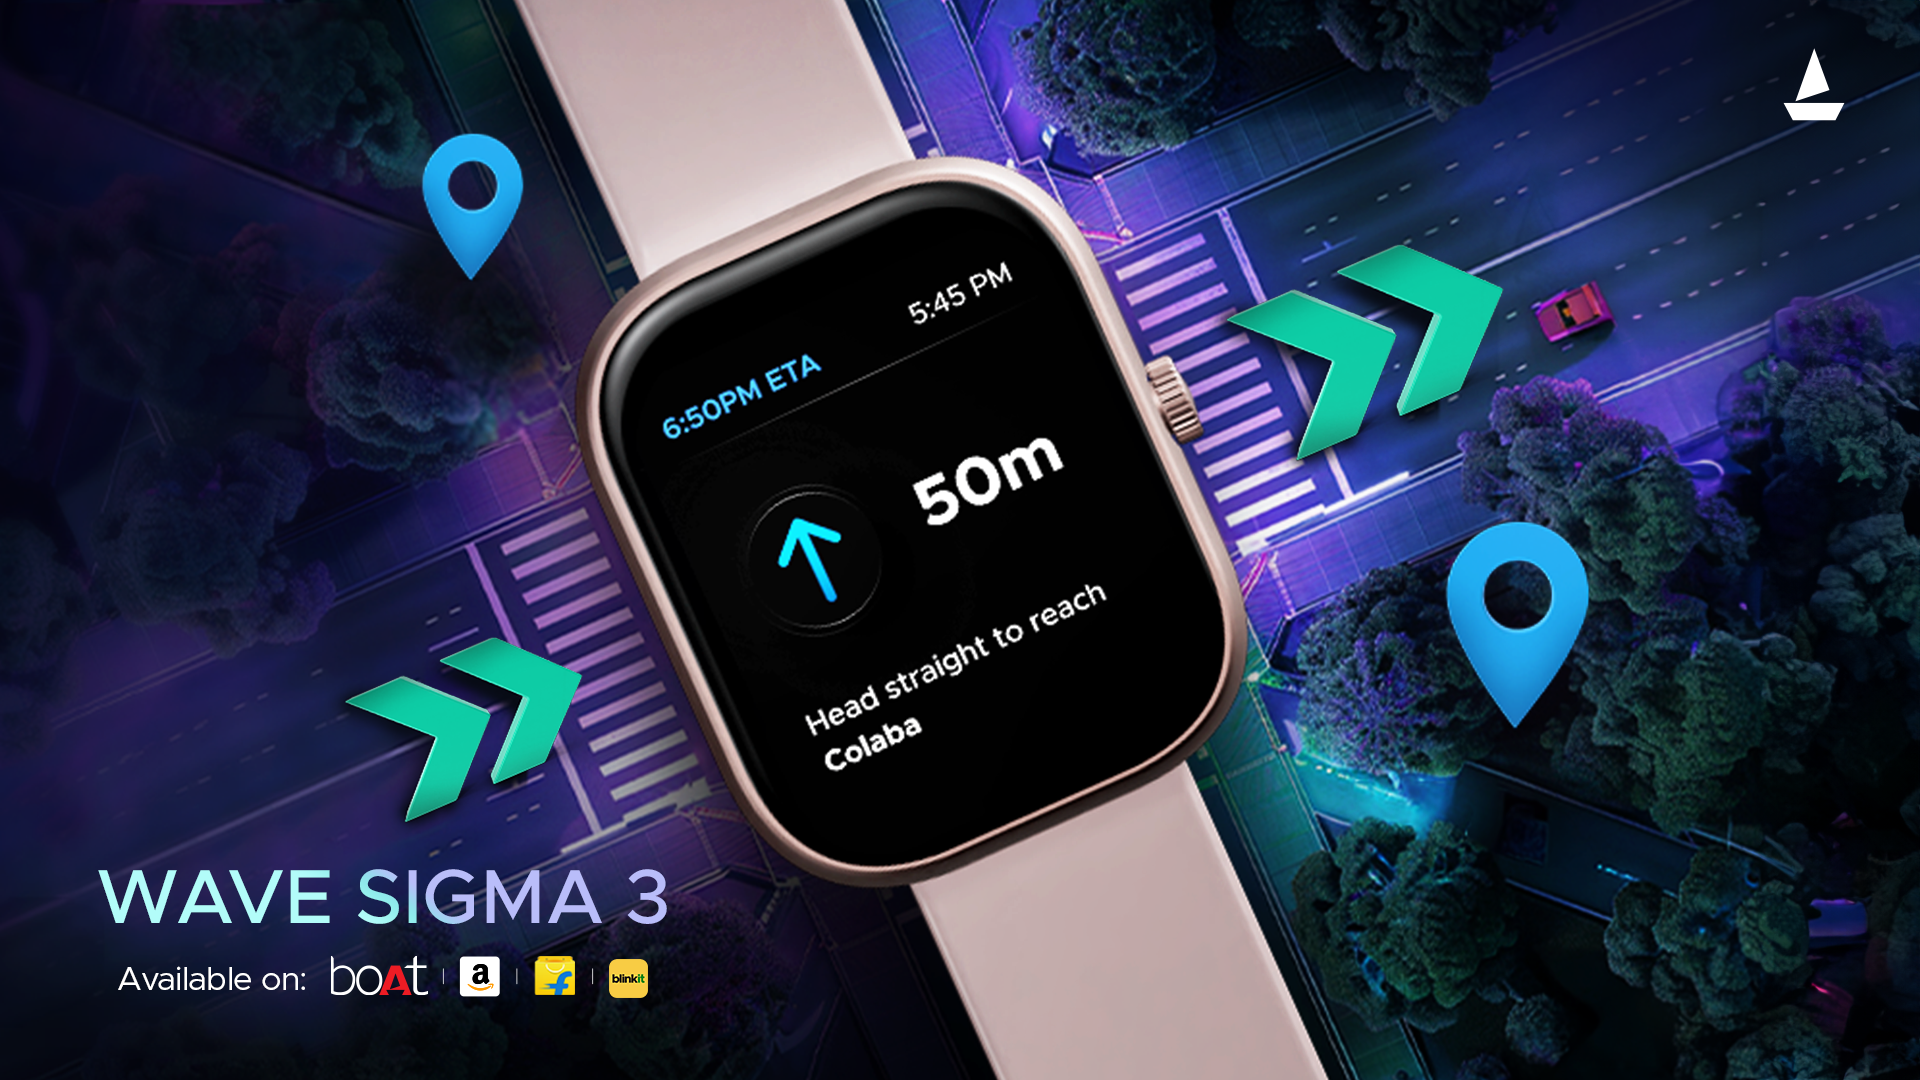 5:45 PM
6:50PM ETA
50m
Head straight to reach
Colaba
WAVE SIGMA 3
Available on: boAt | a | f | blinkit